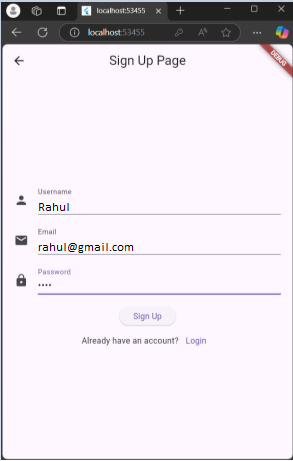 localhost:53455
localhost:53455
Sign Up Page
DEBUG
Username
Rahul
Email
rahul@gmail.com
Password
••••
Sign Up
Already have an account? Login